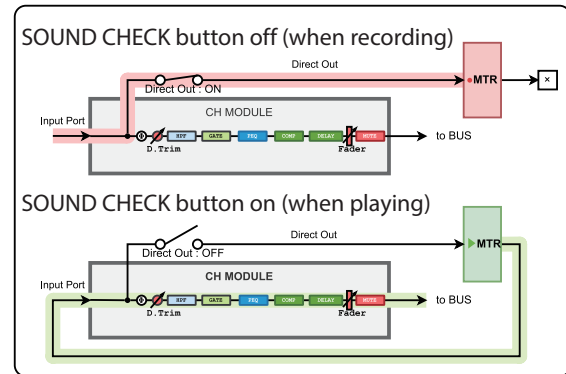 SOUND CHECK button off (when recording)
Direct Out
MTR
×
Direct Out : ON
CH MODULE
Input Port
HPF GATE PEQ COMP DELAY MUTE
to BUS
D.Trim
Fader
SOUND CHECK button on (when playing)
Direct Out
MTR
Direct Out : OFF
CH MODULE
Input Port
HPF GATE PEQ COMP DELAY MUTE
to BUS
D.Trim
Fader